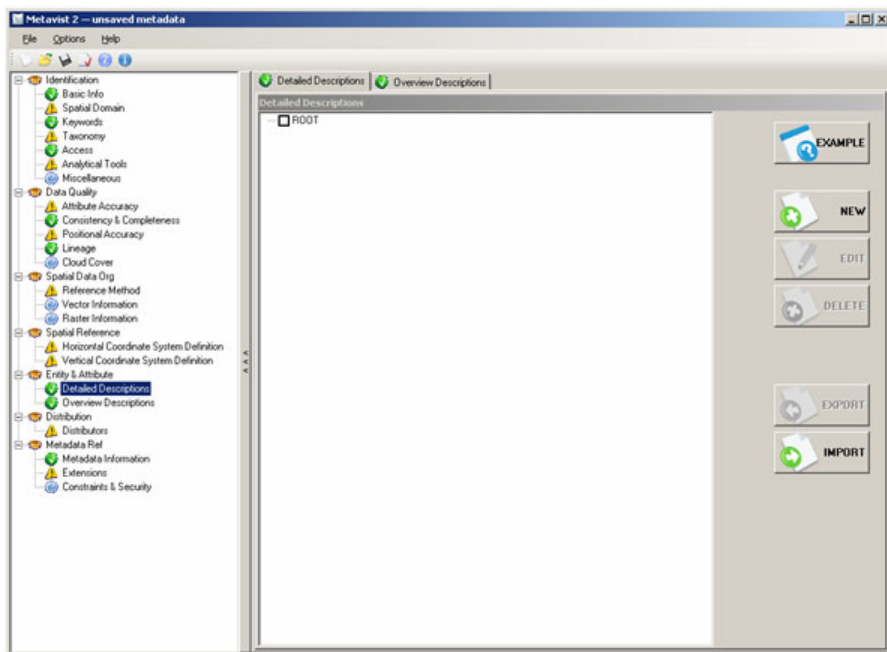 Metavist 2 — unsaved metadata
File Options Help
Identification
Basic Info
Spatial Domain
Keywords
Taxonomy
Access
Analytical Tools
Miscellaneous
Data Quality
Attribute Accuracy
Consistency & Completeness
Positional Accuracy
Lineage
Cloud Cover
Spatial Data Org
Reference Method
Vector Information
Raster Information
Spatial Reference
Horizontal Coordinate System Definition
Vertical Coordinate System Definition
Entity & Attribute
Detailed Descriptions
Overview Descriptions
Distribution
Distributors
Metadata Ref
Metadata Information
Extensions
Constraints & Security
Detailed Descriptions Overview Descriptions
Detailed Descriptions
ROOT
EXAMPLE
NEW
EDIT
DELETE
EXPORT
IMPORT